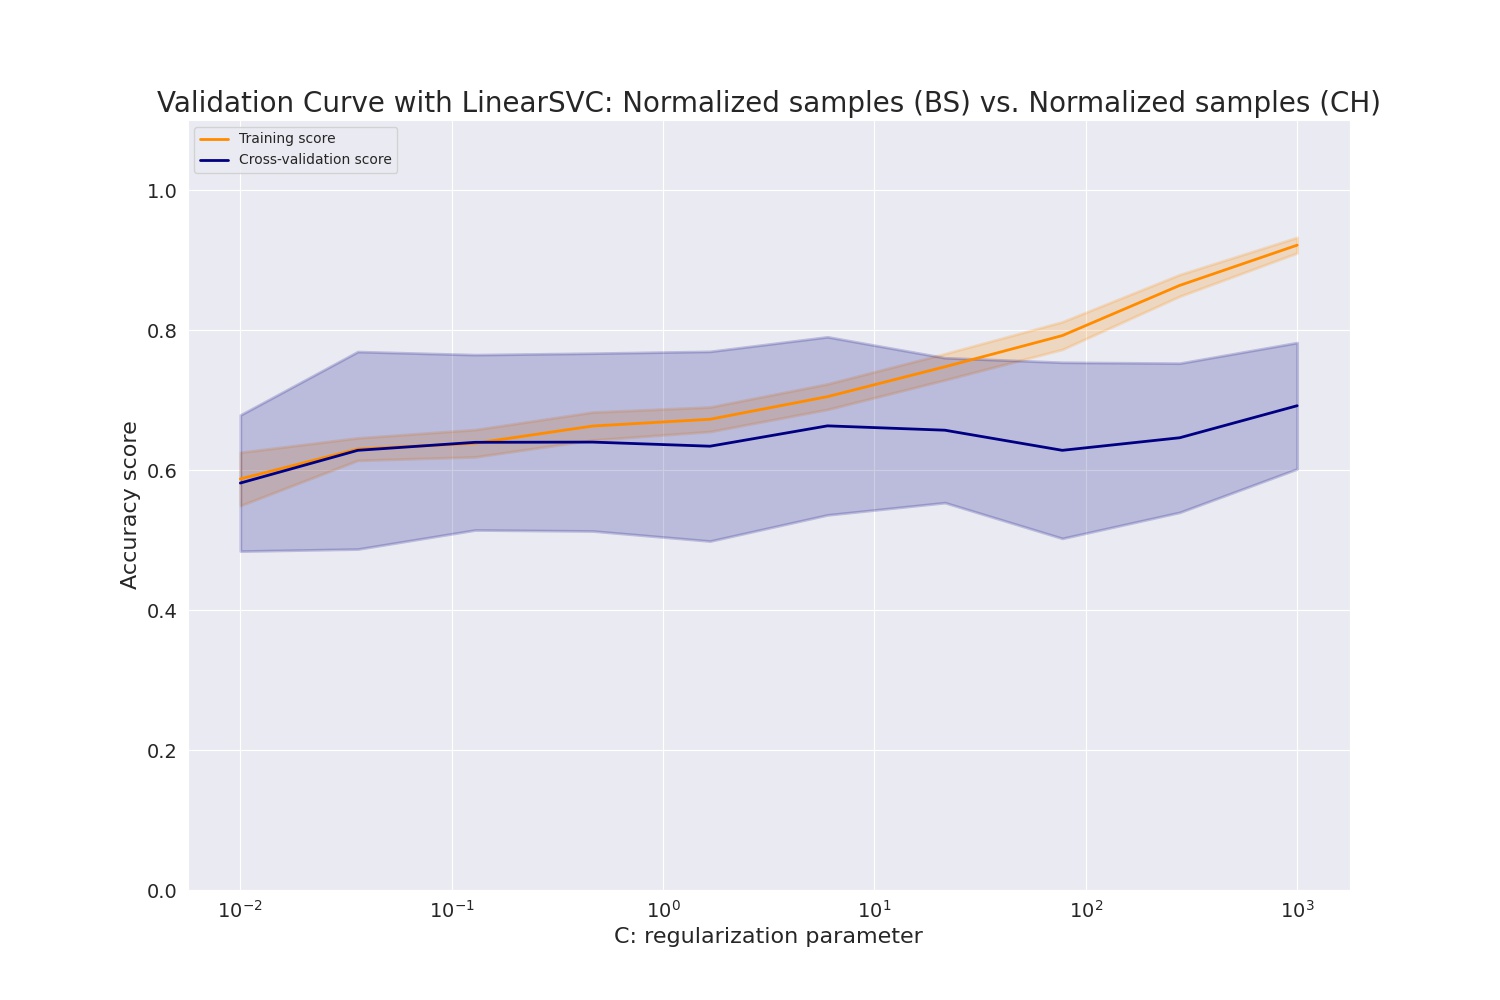 Validation Curve with LinearSVC: Normalized samples (BS) vs. Normalized samples (CH)
Training score
Cross-validation score
1.0
0.8
0.6
0.4
0.2
0.0
Accuracy score
10⁻² 10⁻¹ 10⁰ 10¹ 10² 10³
C: regularization parameter